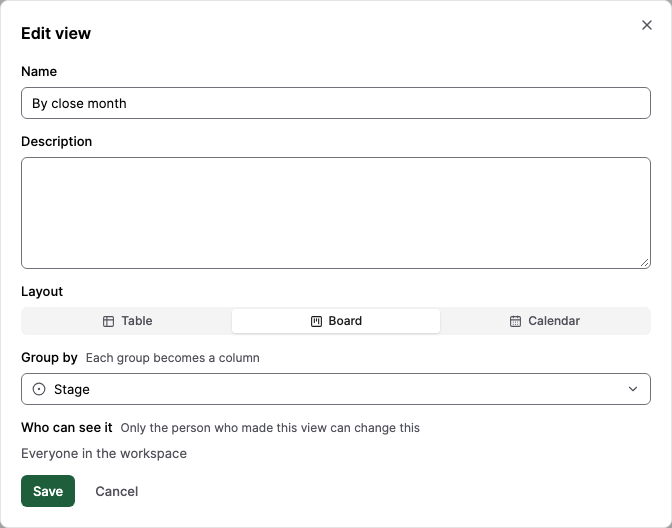 Edit view
Name
By close month
Description
Layout
Table Board Calendar
Group by Each group becomes a column
Stage
Who can see it Only the person who made this view can change this
Everyone in the workspace
Save Cancel